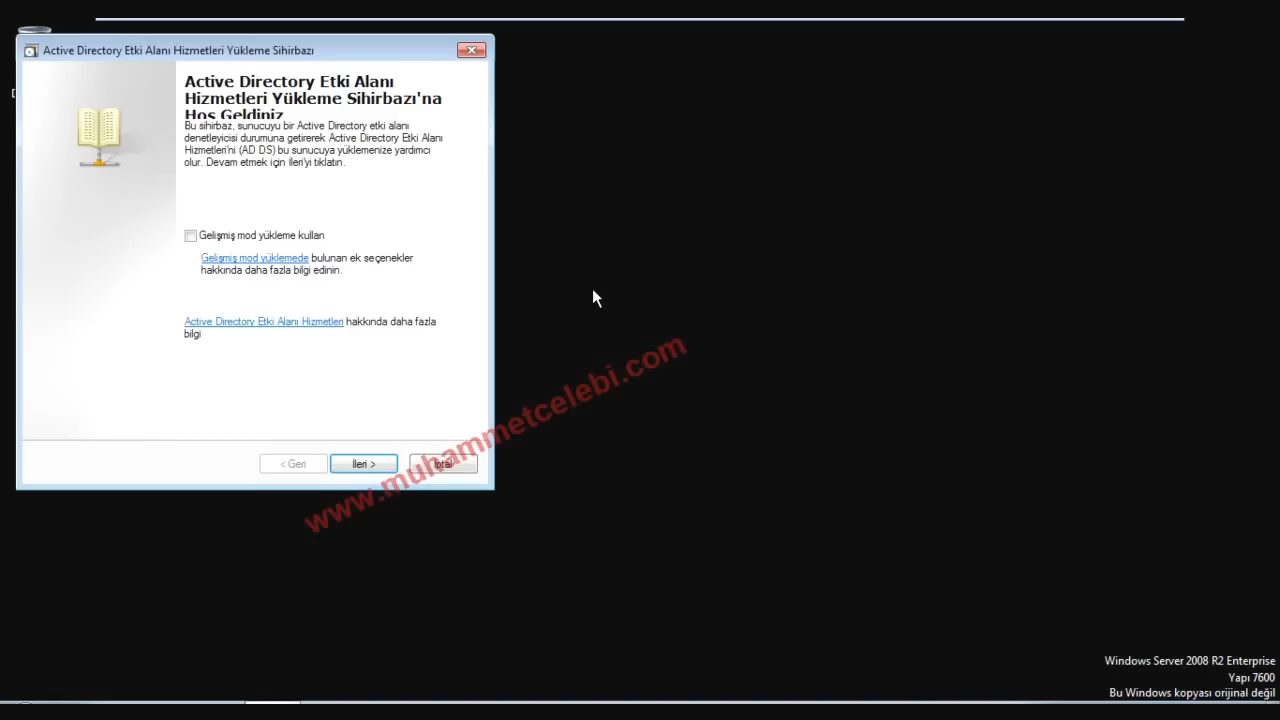 Active Directory Etki Alanı Hizmetleri Yükleme Sihirbazı
Active Directory Etki Alanı
Hizmetleri Yükleme Sihirbazı'na
Hoş Geldiniz
Bu sihirbaz, sunucuyu bir Active Directory etki alanı
denetleyicisi durumuna getirerek Active Directory Etki Alanı
Hizmetleri'ni (AD DS) bu sunucuya yüklemenize yardımcı
olur. Devam etmek için İleri'yi tıklatın.
Gelişmiş mod yükleme kullan
Gelişmiş mod yüklemede bulunan ek seçenekler
hakkında daha fazla bilgi edinin.
Active Directory Etki Alanı Hizmetleri hakkında daha fazla
bilgi
< Geri
İleri >
İptal
www.muhammetcelebi.com
Windows Server 2008 R2 Enterprise
Yapı 7600
Bu Windows kopyası orijinal değil